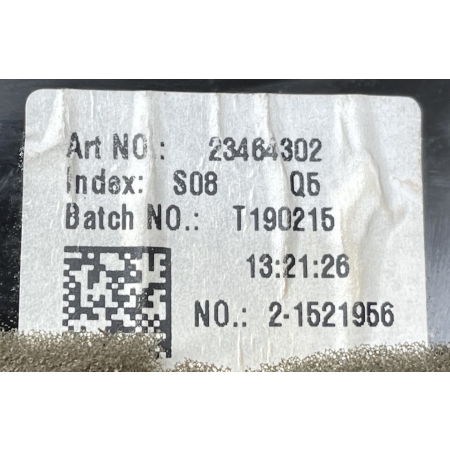 Art NO.: 23464302
Index: S08 Q5
Batch NO.: T190215
13:21:26
NO.: 2-1521956